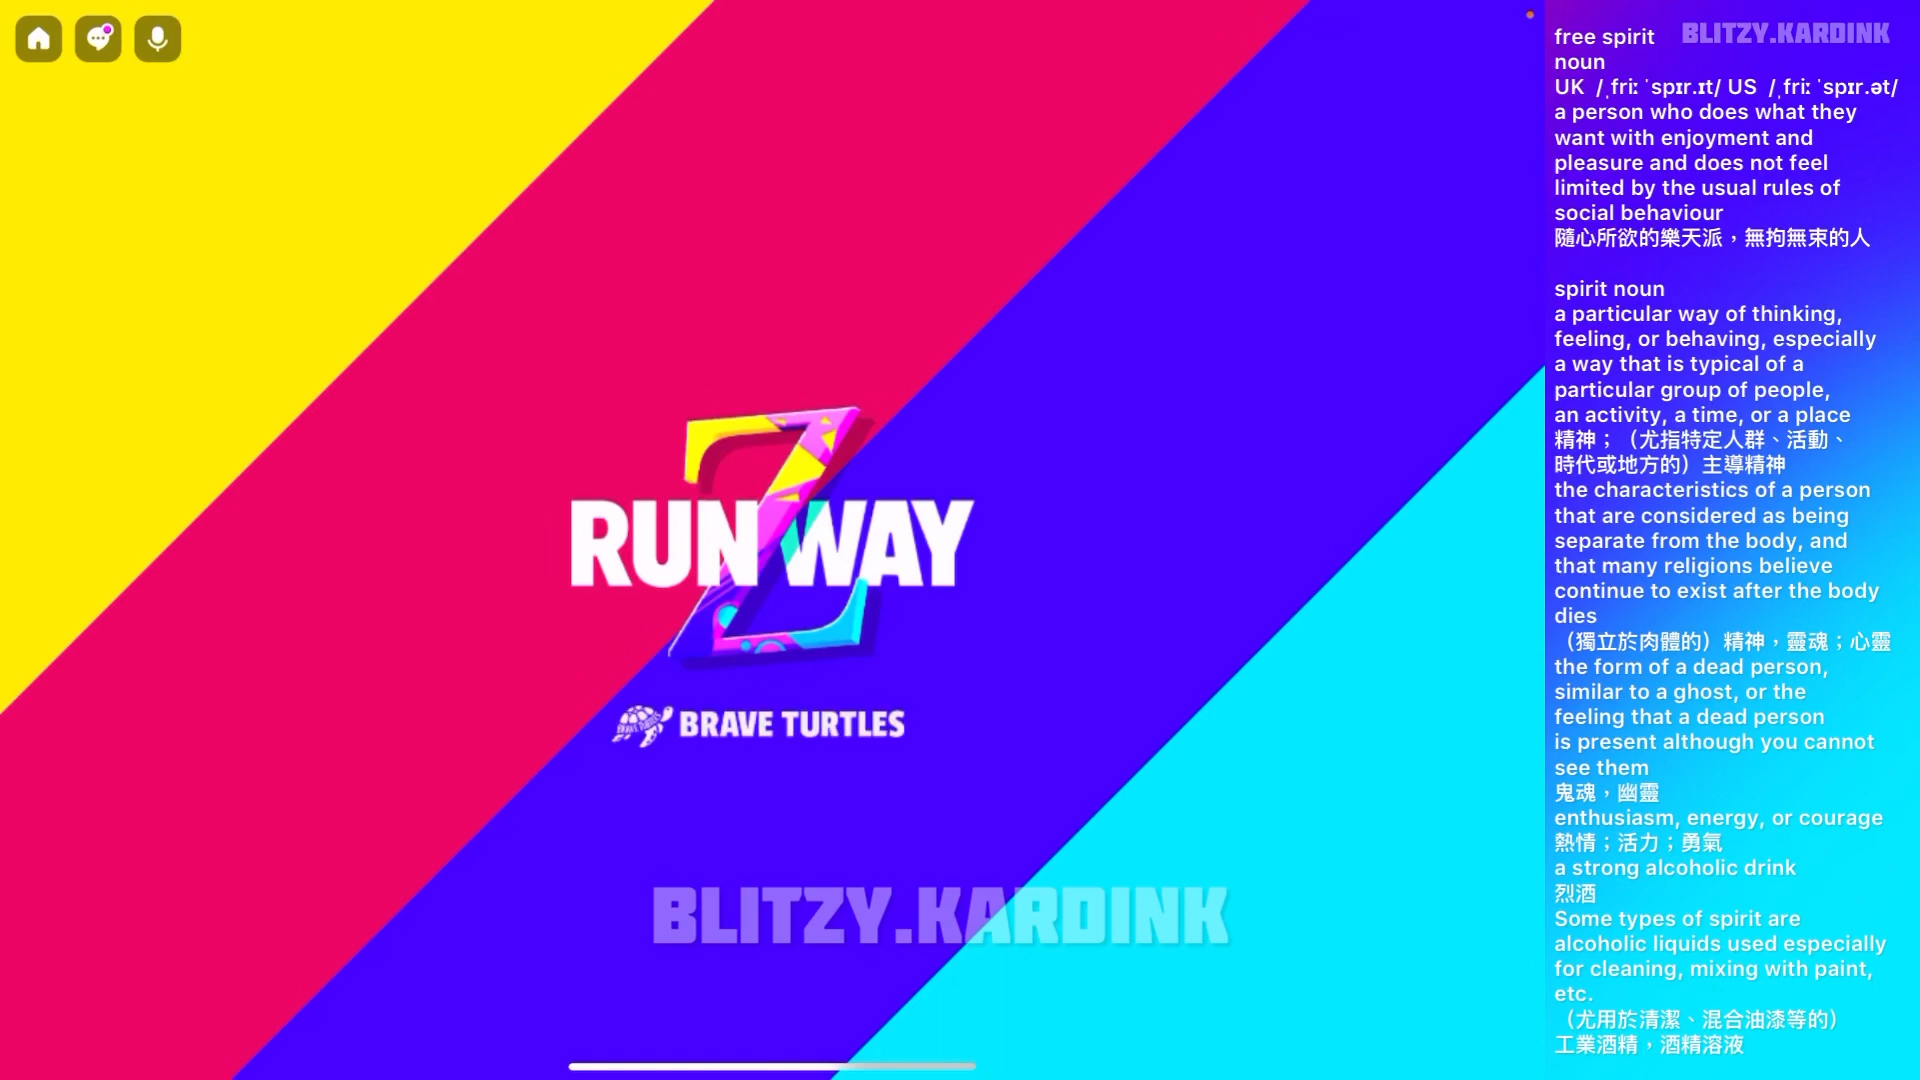 RUN Z WAY
BRAVE TURTLES
BLITZY.KARDINK
BLITZY.KARDINK
free spirit
noun
UK /ˌfriː ˈspɪr.ɪt/ US /ˌfriː ˈspɪr.ət/
a person who does what they
want with enjoyment and
pleasure and does not feel
limited by the usual rules of
social behaviour
隨心所欲的樂天派，無拘無束的人
spirit noun
a particular way of thinking,
feeling, or behaving, especially
a way that is typical of a
particular group of people,
an activity, a time, or a place
精神；（尤指特定人群、活動、
時代或地方的）主導精神
the characteristics of a person
that are considered as being
separate from the body, and
that many religions believe
continue to exist after the body
dies
（獨立於肉體的）精神，靈魂；心靈
the form of a dead person,
similar to a ghost, or the
feeling that a dead person
is present although you cannot
see them
鬼魂，幽靈
enthusiasm, energy, or courage
熱情；活力；勇氣
a strong alcoholic drink
烈酒
Some types of spirit are
alcoholic liquids used especially
for cleaning, mixing with paint,
etc.
（尤用於清潔、混合油漆等的）
工業酒精，酒精溶液